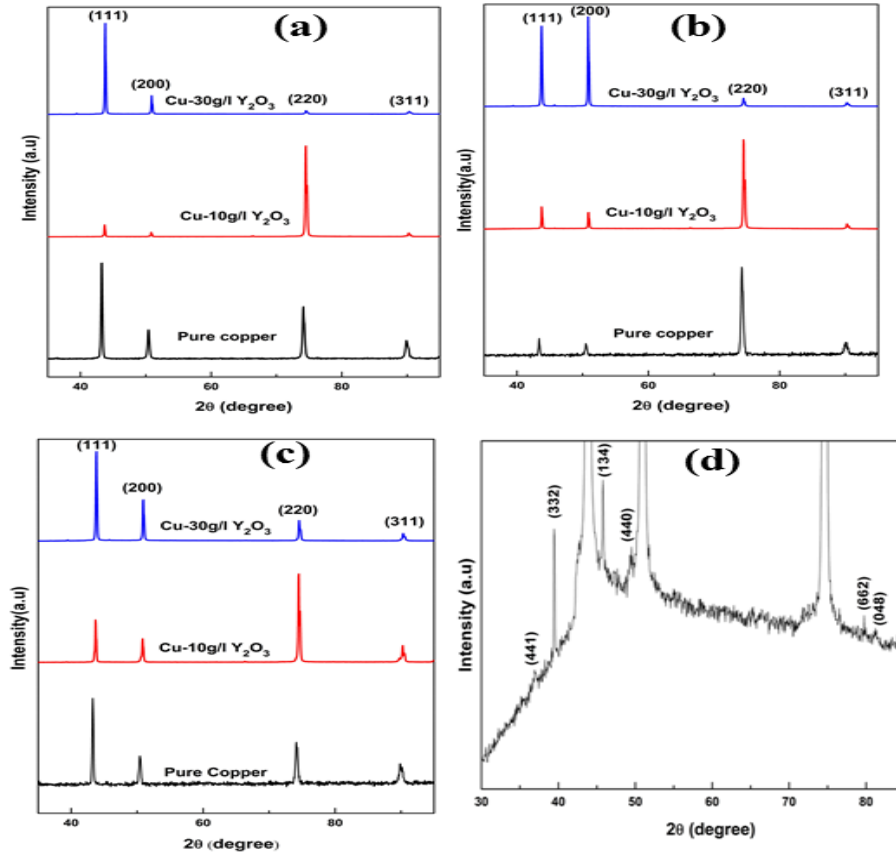 (a)
(111)
(200)
(220)
(311)
Cu-30g/l Y₂O₃
Cu-10g/l Y₂O₃
Pure copper
Intensity (a.u)
40 60 80
2θ (degree)
(b)
(111)
(200)
(220)
(311)
Cu-30g/l Y₂O₃
Cu-10g/l Y₂O₃
Pure copper
Intensity(a.u)
40 60 80
2θ (degree)
(c)
(111)
(200)
(220)
(311)
Cu-30g/l Y₂O₃
Cu-10g/l Y₂O₃
Pure Copper
Intensity(a.u)
40 60 80
2θ (degree)
(d)
(441)
(332)
(134)
(440)
(662)
(048)
Intensity (a.u)
30 40 50 60 70 80
2θ (degree)